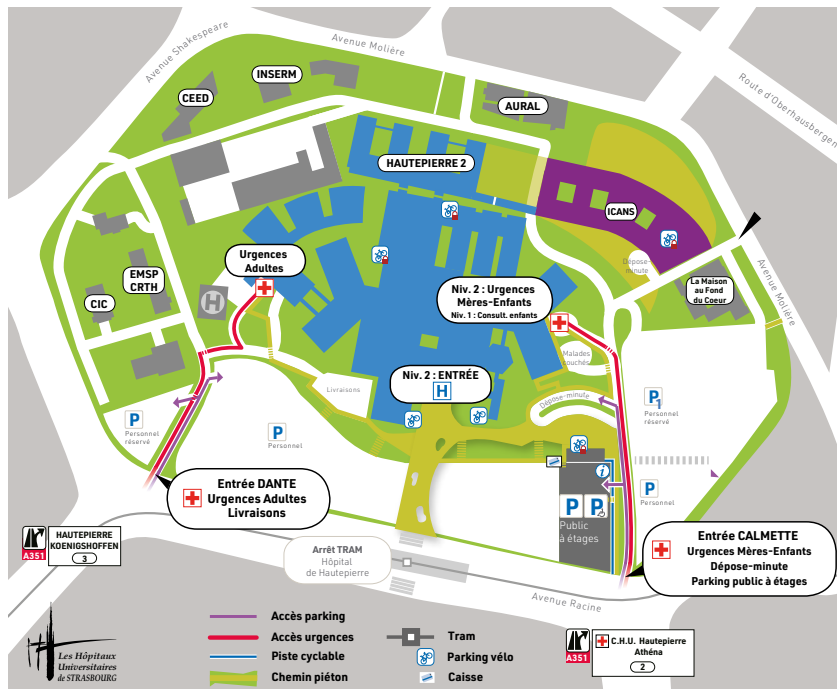 Avenue Shakespeare
Avenue Molière
Route d'Oberhausbergen
INSERM
CEED
AURAL
HAUTEPIERRE 2
ICANS
Dépose-
minute
La Maison
au Fond
du Coeur
Avenue Molière
Urgences
Adultes
EMSP
CRTH
CIC
H
Niv. 2 : Urgences
Mères-Enfants
Niv. 1 : Consult. enfants
Malades
couchés
Niv. 2 : ENTRÉE
H
Livraisons
Dépose-minute
P
Personnel
réservé
P
Personnel
P1
Personnel
réservé
P
Personnel
i
P P
Public
à étages
Entrée DANTE
Urgences Adultes
Livraisons
Entrée CALMETTE
Urgences Mères-Enfants
Dépose-minute
Parking public à étages
A351
HAUTEPIERRE
KOENIGSHOFFEN
3
Arrêt TRAM
Hôpital
de Hautepierre
Avenue Racine
Les Hôpitaux
Universitaires
de STRASBOURG
Accès parking
Accès urgences
Piste cyclable
Chemin piéton
Tram
Parking vélo
Caisse
A351
C.H.U. Hautepierre
Athéna
2